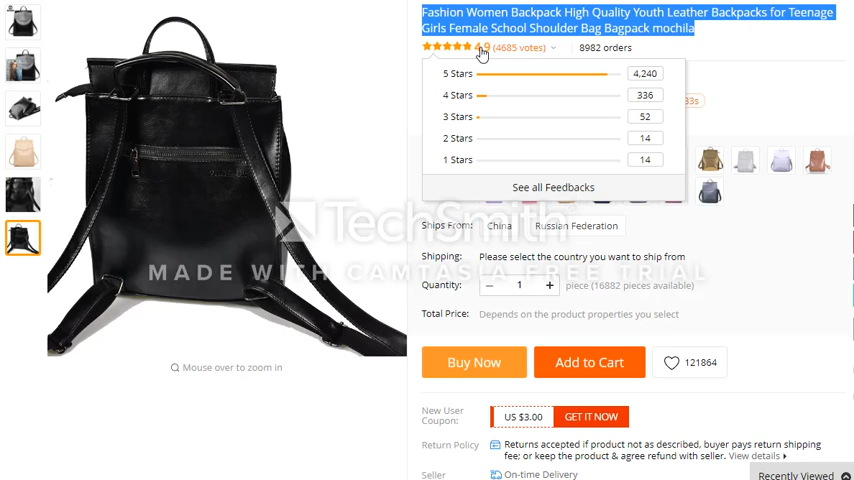 Fashion Women Backpack High Quality Youth Leather Backpacks for Teenage
Girls Female School Shoulder Bag Bagpack mochila
4.9 (4685 votes) 8982 orders
5 Stars 4,240
4 Stars 336
3 Stars 52
2 Stars 14
1 Stars 14
33s
See all Feedbacks
TechSmith
MADE WITH CAMTASIA FREE TRIAL
Ships From: China Russian Federation
Shipping: Please select the country you want to ship from
Quantity: – 1 + piece (16882 pieces available)
Total Price: Depends on the product properties you select
Mouse over to zoom in
Buy Now Add to Cart 121864
New User
Coupon: US $3.00 GET IT NOW
Return Policy Returns accepted if product not as described, buyer pays return shipping
fee; or keep the product & agree refund with seller. View details
Seller On-time Delivery
Recently Viewed